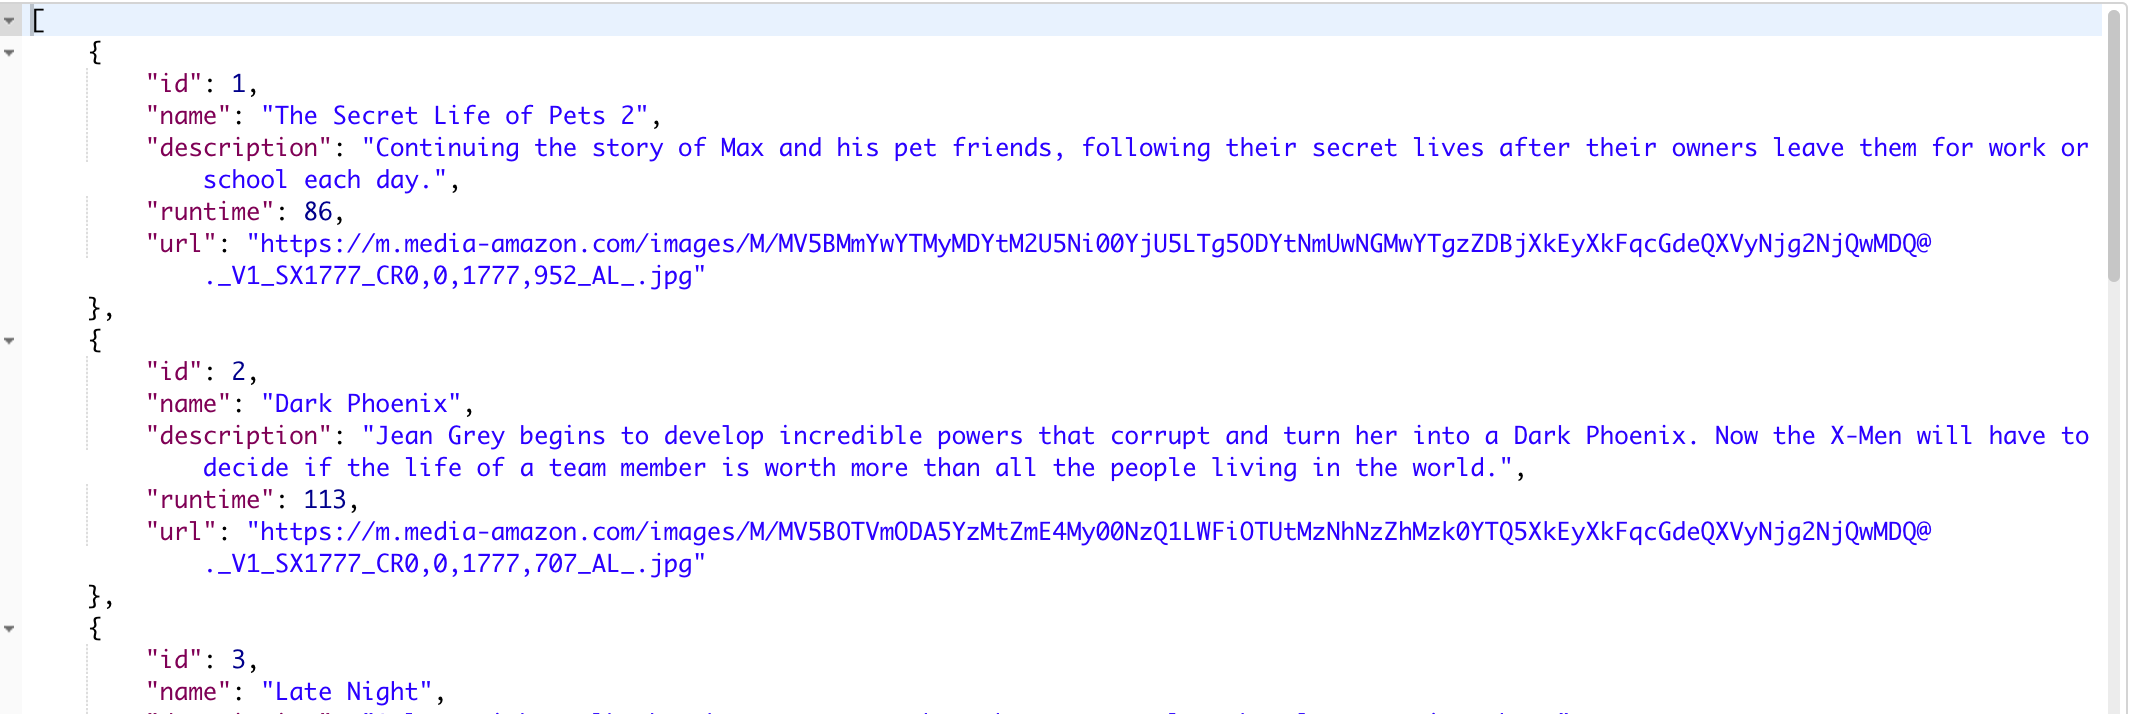 [
{
"id": 1,
"name": "The Secret Life of Pets 2",
"description": "Continuing the story of Max and his pet friends, following their secret lives after their owners leave them for work or
school each day.",
"runtime": 86,
"url": "https://m.media-amazon.com/images/M/MV5BMmYwYTMyMDYtM2U5Ni00YjU5LTg5ODYtNmUwNGMwYTgzZDBjXkEyXkFqcGdeQXVyNjg2NjQwMDQ@
._V1_SX1777_CR0,0,1777,952_AL_.jpg"
},
{
"id": 2,
"name": "Dark Phoenix",
"description": "Jean Grey begins to develop incredible powers that corrupt and turn her into a Dark Phoenix. Now the X-Men will have to
decide if the life of a team member is worth more than all the people living in the world.",
"runtime": 113,
"url": "https://m.media-amazon.com/images/M/MV5BOTVmODA5YzMtZmE4My00NzQ1LWFiOTUtMzNhNzZhMzk0YTQ5XkEyXkFqcGdeQXVyNjg2NjQwMDQ@
._V1_SX1777_CR0,0,1777,707_AL_.jpg"
},
{
"id": 3,
"name": "Late Night",